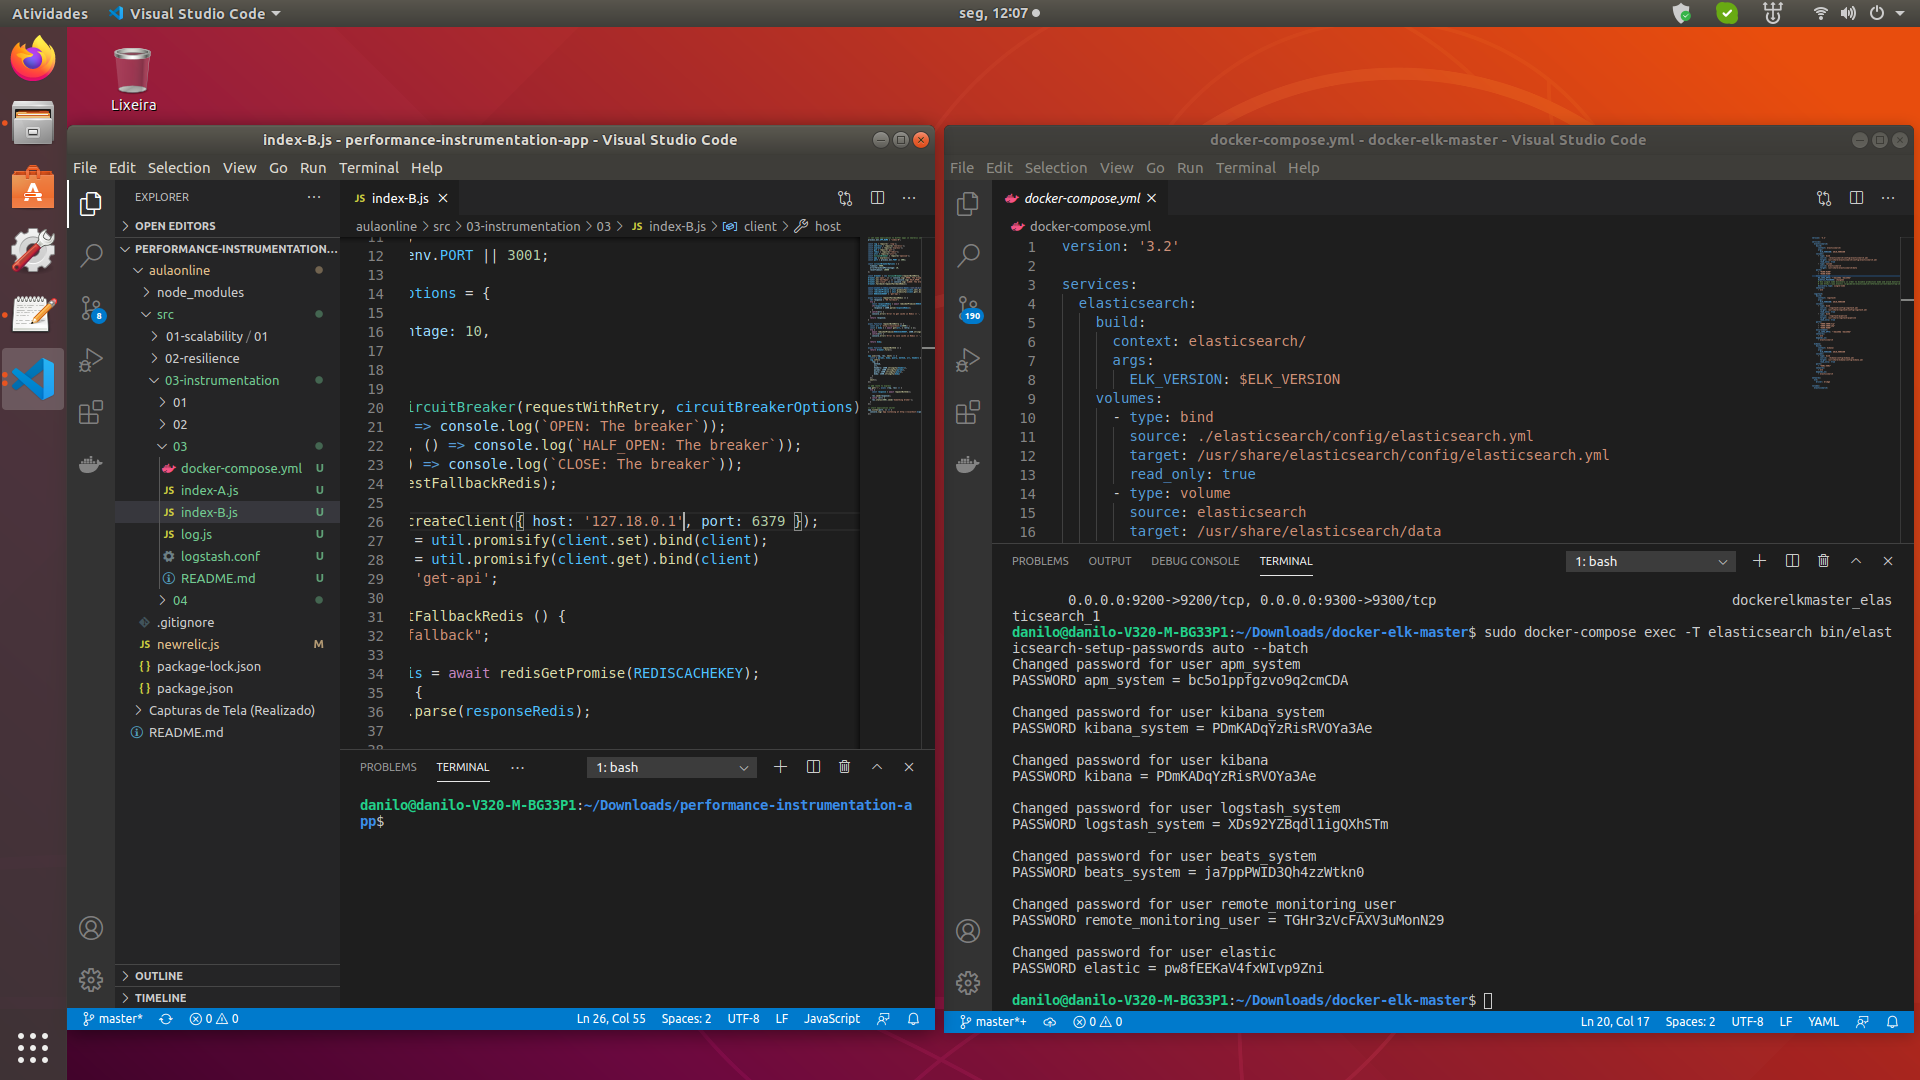 Atividades
Visual Studio Code
seg, 12:07
Lixeira
index-B.js - performance-instrumentation-app - Visual Studio Code
File Edit Selection View Go Run Terminal Help
EXPLORER
OPEN EDITORS
PERFORMANCE-INSTRUMENTATION...
aulaonline
node_modules
src
01-scalability / 01
02-resilience
03-instrumentation
01
02
03
docker-compose.yml U
index-A.js U
index-B.js U
log.js U
logstash.conf U
README.md U
04
.gitignore
newrelic.js M
package-lock.json
package.json
Capturas de Tela (Realizado)
README.md
OUTLINE
TIMELINE
8
JS index-B.js
aulaonline > src > 03-instrumentation > 03 > JS index-B.js > client > host
12 env.PORT || 3001;
13
14 ptions = {
15
16 ntage: 10,
17
18
19
20 ircuitBreaker(requestWithRetry, circuitBreakerOptions)
21 => console.log(`OPEN: The breaker`));
22 , () => console.log(`HALF_OPEN: The breaker`));
23 ) => console.log(`CLOSE: The breaker`));
24 estFallbackRedis);
25
26 createClient({ host: '127.18.0.1', port: 6379 });
27 = util.promisify(client.set).bind(client);
28 = util.promisify(client.get).bind(client)
29 'get-api';
30
31 tFallbackRedis () {
32 fallback";
33
34 is = await redisGetPromise(REDISCACHEKEY);
35 {
36 .parse(responseRedis);
37
PROBLEMS TERMINAL 1: bash
danilo@danilo-V320-M-BG33P1:~/Downloads/performance-instrumentation-a
pp$
master* 0 0 Ln 26, Col 55 Spaces: 2 UTF-8 LF JavaScript
docker-compose.yml - docker-elk-master - Visual Studio Code
File Edit Selection View Go Run Terminal Help
190
docker-compose.yml
docker-compose.yml
1 version: '3.2'
2
3 services:
4 elasticsearch:
5 build:
6 context: elasticsearch/
7 args:
8 ELK_VERSION: $ELK_VERSION
9 volumes:
10 - type: bind
11 source: ./elasticsearch/config/elasticsearch.yml
12 target: /usr/share/elasticsearch/config/elasticsearch.yml
13 read_only: true
14 - type: volume
15 source: elasticsearch
16 target: /usr/share/elasticsearch/data
PROBLEMS OUTPUT DEBUG CONSOLE TERMINAL 1: bash
0.0.0.0:9200->9200/tcp, 0.0.0.0:9300->9300/tcp dockerelkmaster_elas
ticsearch_1
danilo@danilo-V320-M-BG33P1:~/Downloads/docker-elk-master$ sudo docker-compose exec -T elasticsearch bin/elast
icsearch-setup-passwords auto --batch
Changed password for user apm_system
PASSWORD apm_system = bc5o1ppfgzvo9q2cmCDA
Changed password for user kibana_system
PASSWORD kibana_system = PDmKADqYzRisRVOYa3Ae
Changed password for user kibana
PASSWORD kibana = PDmKADqYzRisRVOYa3Ae
Changed password for user logstash_system
PASSWORD logstash_system = XDs92YZBqdl1igQXhSTm
Changed password for user beats_system
PASSWORD beats_system = ja7ppPWID3Qh4zzWtkn0
Changed password for user remote_monitoring_user
PASSWORD remote_monitoring_user = TGHr3zVcFAXV3uMonN29
Changed password for user elastic
PASSWORD elastic = pw8fEEKaV4fxWIvp9Zni
danilo@danilo-V320-M-BG33P1:~/Downloads/docker-elk-master$
master*+ 0 0 Ln 20, Col 17 Spaces: 2 UTF-8 LF YAML